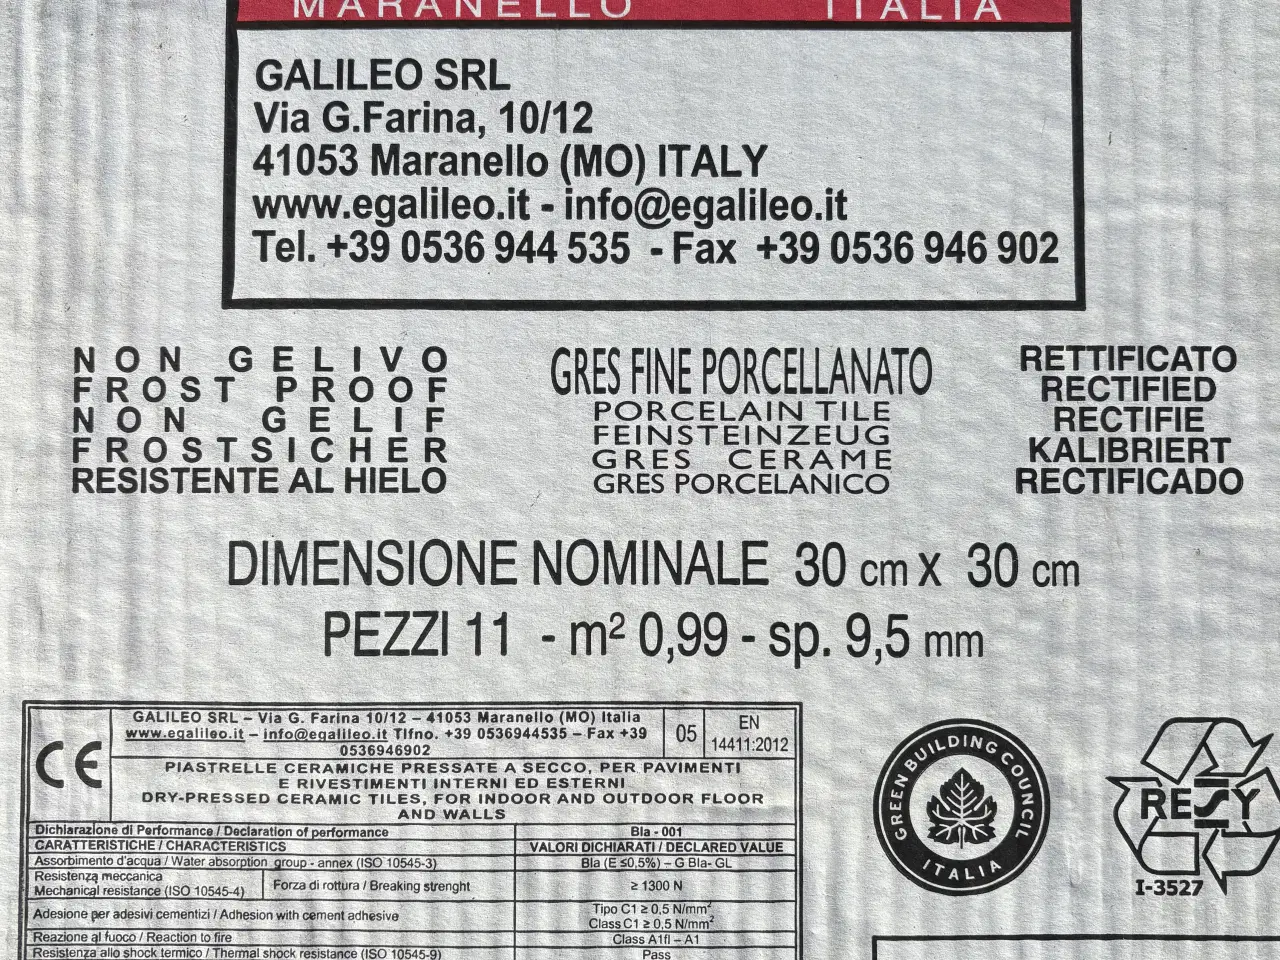 MARANELLO ITALIA
GALILEO SRL
Via G.Farina, 10/12
41053 Maranello (MO) ITALY
www.egalileo.it - info@egalileo.it
Tel. +39 0536 944 535 - Fax +39 0536 946 902
NON GELIVO
FROST PROOF
NON GELIF
FROSTSICHER
RESISTENTE AL HIELO
GRES FINE PORCELLANATO
PORCELAIN TILE
FEINSTEINZEUG
GRES CERAME
GRES PORCELANICO
RETTIFICATO
RECTIFIED
RECTIFIE
KALIBRIERT
RECTIFICADO
DIMENSIONE NOMINALE 30 cm X 30 cm
PEZZI 11 - m² 0,99 - sp. 9,5 mm
CE
GALILEO SRL – Via G. Farina 10/12 – 41053 Maranello (MO) Italia
www.egalileo.it – info@egalileo.it Tlfno. +39 0536944535 – Fax +39
0536946902
05
EN
14411:2012
PIASTRELLE CERAMICHE PRESSATE A SECCO, PER PAVIMENTI
E RIVESTIMENTI INTERNI ED ESTERNI
DRY-PRESSED CERAMIC TILES, FOR INDOOR AND OUTDOOR FLOOR
AND WALLS
Dichiarazione di Performance / Declaration of performance BIa - 001
CARATTERISTICHE / CHARACTERISTICS VALORI DICHIARATI / DECLARED VALUE
Assorbimento d'acqua / Water absorption group - annex (ISO 10545-3) BIa (E ≤0,5%) – G BIa- GL
Resistenza meccanica
Mechanical resistance (ISO 10545-4)
Forza di rottura / Breaking strenght ≥ 1300 N
Adesione per adesivi cementizi / Adhesion with cement adhesive
Tipo C1 ≥ 0,5 N/mm²
Class C1 ≥ 0,5 N/mm²
Reazione al fuoco / Reaction to fire Class A1fl – A1
Resistenza allo shock termico / Thermal shock resistance (ISO 10545-9) Pass
GREEN BUILDING COUNCIL
ITALIA
RESY
I-3527